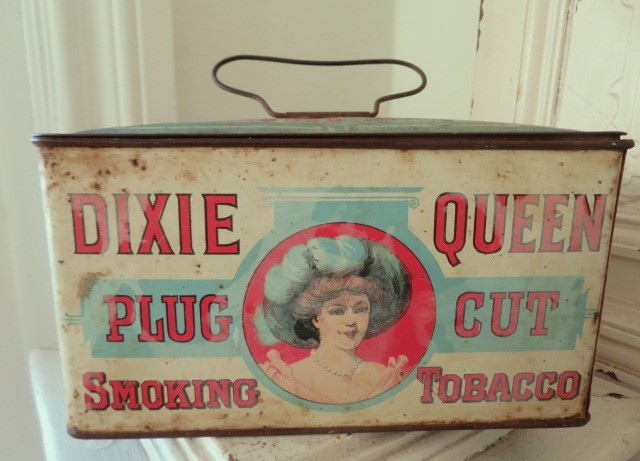 DIXIE QUEEN
PLUG CUT
SMOKING TOBACCO